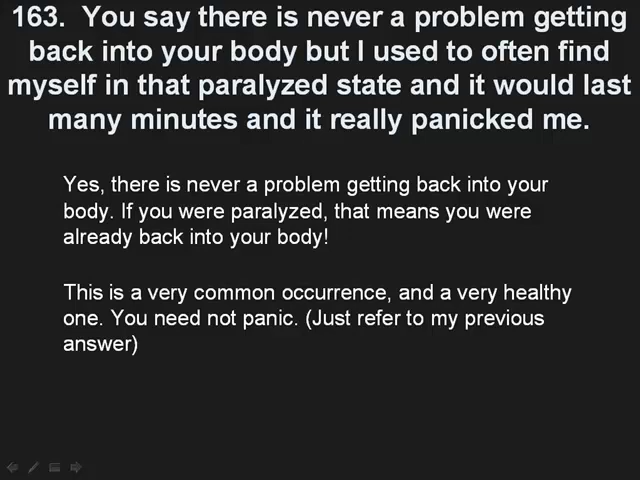 163. You say there is never a problem getting
back into your body but I used to often find
myself in that paralyzed state and it would last
many minutes and it really panicked me.
Yes, there is never a problem getting back into your
body. If you were paralyzed, that means you were
already back into your body!
This is a very common occurrence, and a very healthy
one. You need not panic. (Just refer to my previous
answer)